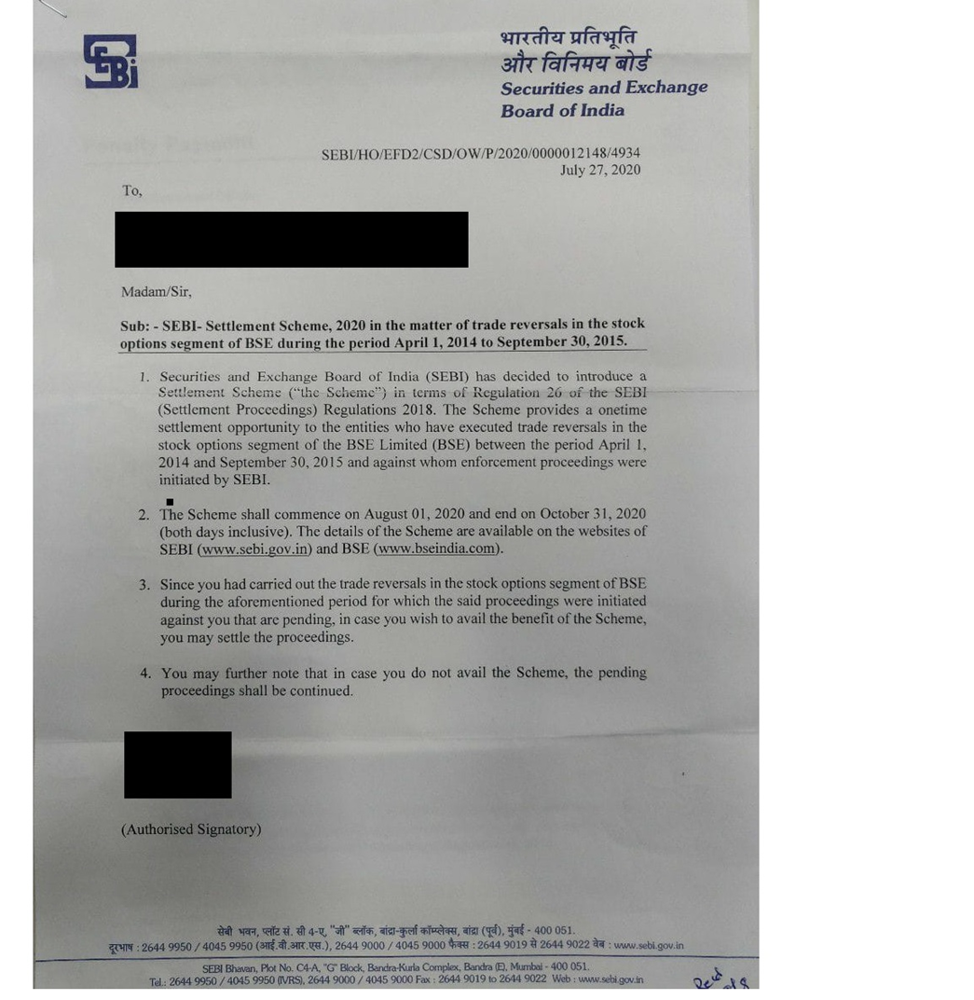 SEBI
भारतीय प्रतिभूति
और विनिमय बोर्ड
Securities and Exchange
Board of India
SEBI/HO/EFD2/CSD/OW/P/2020/0000012148/4934
July 27, 2020
To,
Madam/Sir,
Sub: - SEBI- Settlement Scheme, 2020 in the matter of trade reversals in the stock
options segment of BSE during the period April 1, 2014 to September 30, 2015.
1. Securities and Exchange Board of India (SEBI) has decided to introduce a
Settlement Scheme (“the Scheme”) in terms of Regulation 26 of the SEBI
(Settlement Proceedings) Regulations 2018. The Scheme provides a onetime
settlement opportunity to the entities who have executed trade reversals in the
stock options segment of the BSE Limited (BSE) between the period April 1,
2014 and September 30, 2015 and against whom enforcement proceedings were
initiated by SEBI.
2. The Scheme shall commence on August 01, 2020 and end on October 31, 2020
(both days inclusive). The details of the Scheme are available on the websites of
SEBI (www.sebi.gov.in) and BSE (www.bseindia.com).
3. Since you had carried out the trade reversals in the stock options segment of BSE
during the aforementioned period for which the said proceedings were initiated
against you that are pending, in case you wish to avail the benefit of the Scheme,
you may settle the proceedings.
4. You may further note that in case you do not avail the Scheme, the pending
proceedings shall be continued.
(Authorised Signatory)
सेबी भवन, प्लॉट सं. सी 4-ए, "जी" ब्लॉक, बांद्रा-कुर्ला कॉम्प्लेक्स, बांद्रा (पूर्व), मुंबई - 400 051.
दूरभाष : 2644 9950 / 4045 9950 (आई.वी.आर.एस.), 2644 9000 / 4045 9000 फैक्स : 2644 9019 से 2644 9022 वेब : www.sebi.gov.in
SEBI Bhavan, Plot No. C4-A, "G" Block, Bandra-Kurla Complex, Bandra (E), Mumbai - 400 051.
Tel.: 2644 9950 / 4045 9950 (IVRS), 2644 9000 / 4045 9000 Fax : 2644 9019 to 2644 9022 Web : www.sebi.gov.in